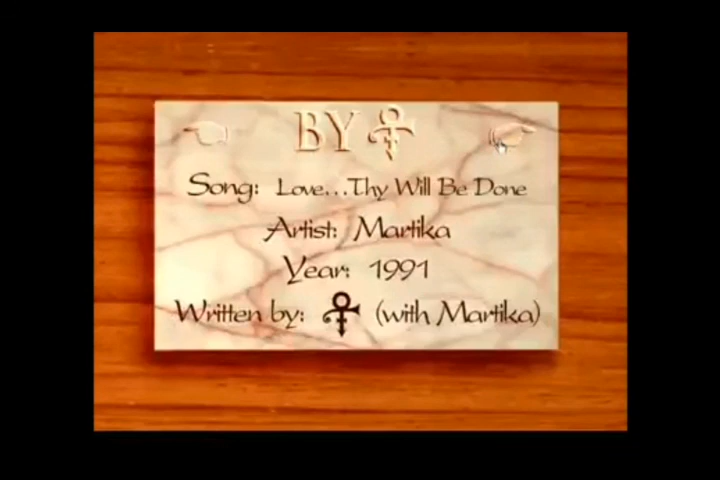 BY
Song: Love...Thy Will Be Done
Artist: Martika
Year: 1991
Written by: (with Martika)